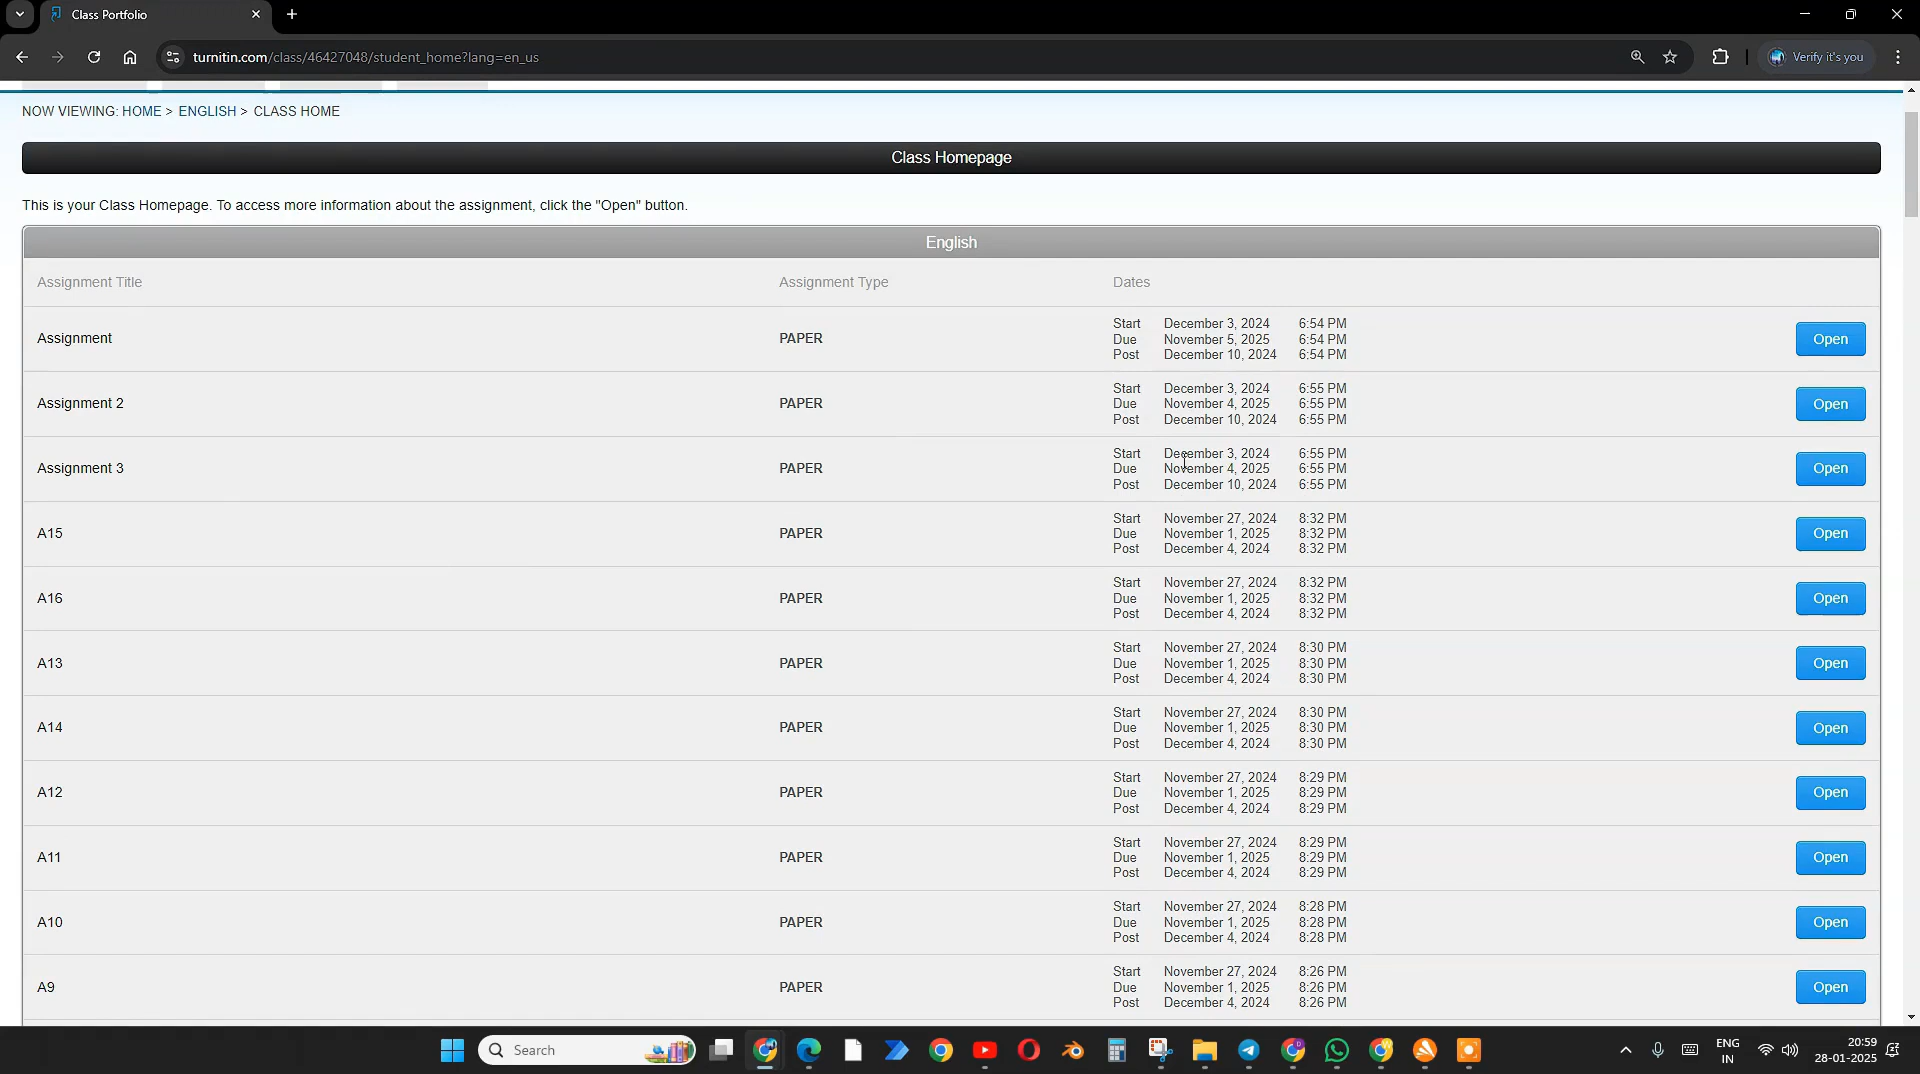 Class Portfolio
turnitin.com/class/46427048/student_home?lang=en_us
Verify it's you
NOW VIEWING: HOME > ENGLISH > CLASS HOME
Class Homepage
This is your Class Homepage. To access more information about the assignment, click the "Open" button.
English
Assignment Title Assignment Type Dates
Start December 3, 2024 6:54 PM
Assignment PAPER Due November 5, 2025 6:54 PM Open
Post December 10, 2024 6:54 PM
Start December 3, 2024 6:55 PM
Assignment 2 PAPER Due November 4, 2025 6:55 PM Open
Post December 10, 2024 6:55 PM
Start December 3, 2024 6:55 PM
Assignment 3 PAPER Due November 4, 2025 6:55 PM Open
Post December 10, 2024 6:55 PM
Start November 27, 2024 8:32 PM
A15 PAPER Due November 1, 2025 8:32 PM Open
Post December 4, 2024 8:32 PM
Start November 27, 2024 8:32 PM
A16 PAPER Due November 1, 2025 8:32 PM Open
Post December 4, 2024 8:32 PM
Start November 27, 2024 8:30 PM
A13 PAPER Due November 1, 2025 8:30 PM Open
Post December 4, 2024 8:30 PM
Start November 27, 2024 8:30 PM
A14 PAPER Due November 1, 2025 8:30 PM Open
Post December 4, 2024 8:30 PM
Start November 27, 2024 8:29 PM
A12 PAPER Due November 1, 2025 8:29 PM Open
Post December 4, 2024 8:29 PM
Start November 27, 2024 8:29 PM
A11 PAPER Due November 1, 2025 8:29 PM Open
Post December 4, 2024 8:29 PM
Start November 27, 2024 8:28 PM
A10 PAPER Due November 1, 2025 8:28 PM Open
Post December 4, 2024 8:28 PM
Start November 27, 2024 8:26 PM
A9 PAPER Due November 1, 2025 8:26 PM Open
Post December 4, 2024 8:26 PM
Search
ENG 20:59
IN 28-01-2025